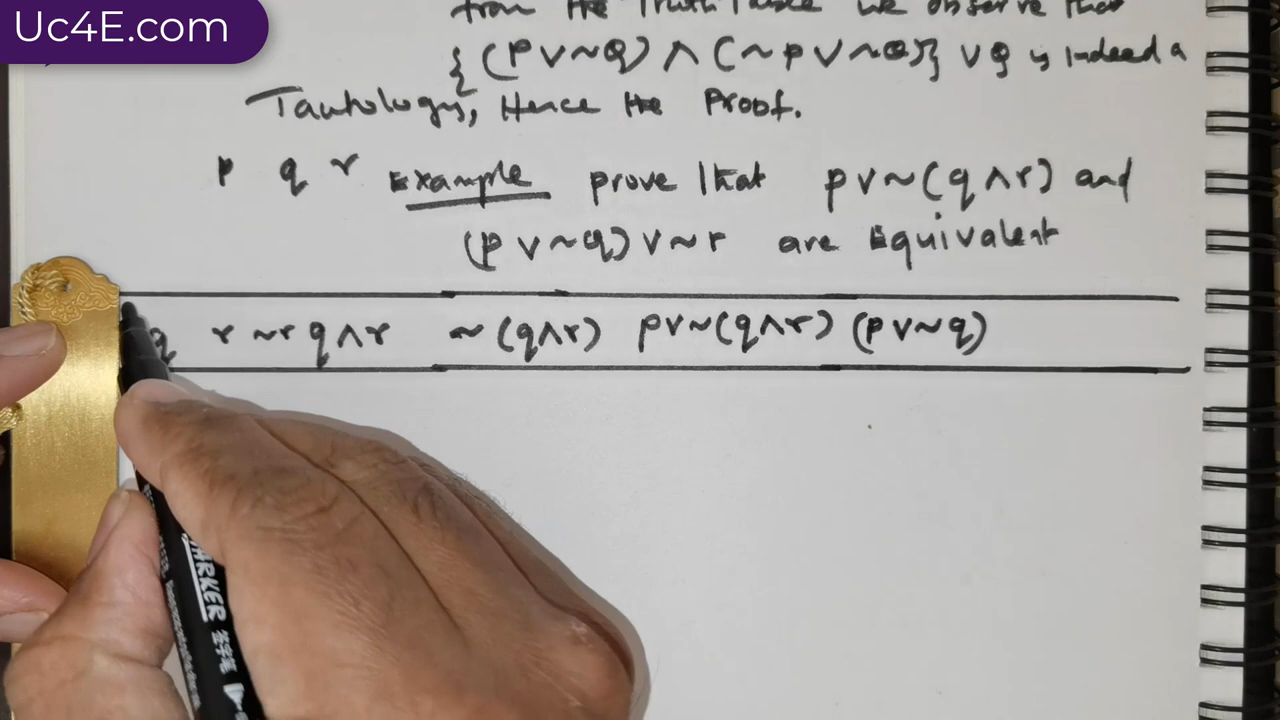 Uc4E.com
from the Truth Table we observe that
{(p∨~q)∧(~p∨~q)}∨q is indeed a
Tautology, Hence the Proof.
p q r Example prove that p∨~(q∧r) and
(p∨~q)∨~r are Equivalent
q r ~r q∧r ~(q∧r) p∨~(q∧r) (p∨~q)
MARKER